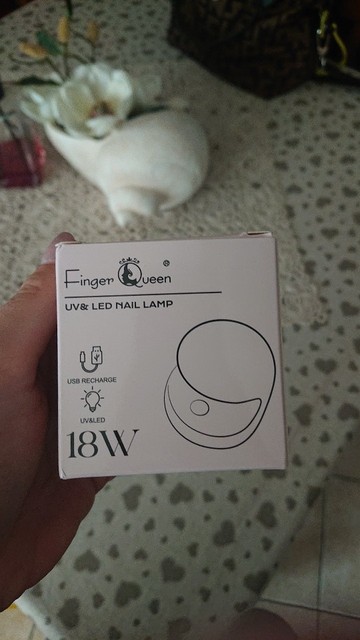 Finger Queen ®
UV& LED NAIL LAMP
USB RECHARGE
UV&LED
18W